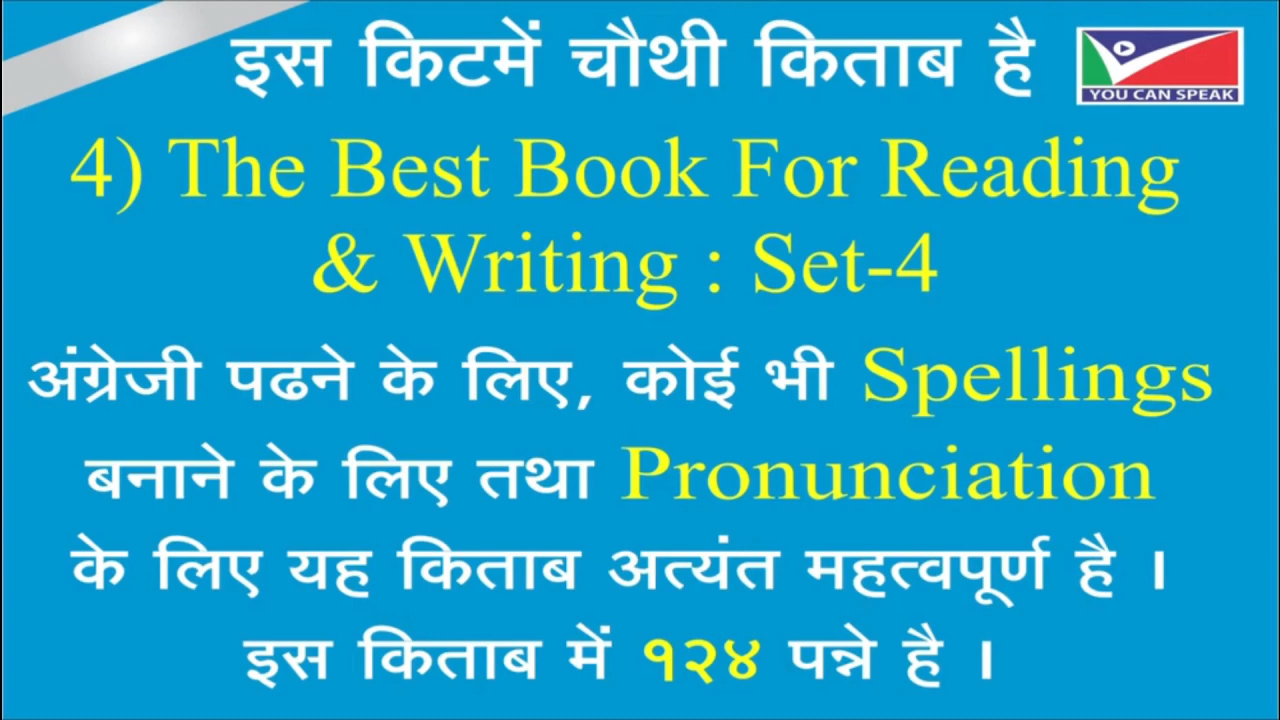 इस किटमें चौथी किताब है
YOU CAN SPEAK
4) The Best Book For Reading
& Writing : Set-4
अंग्रेजी पढने के लिए, कोई भी Spellings
बनाने के लिए तथा Pronunciation
के लिए यह किताब अत्यंत महत्वपूर्ण है ।
इस किताब में १२४ पन्ने है ।